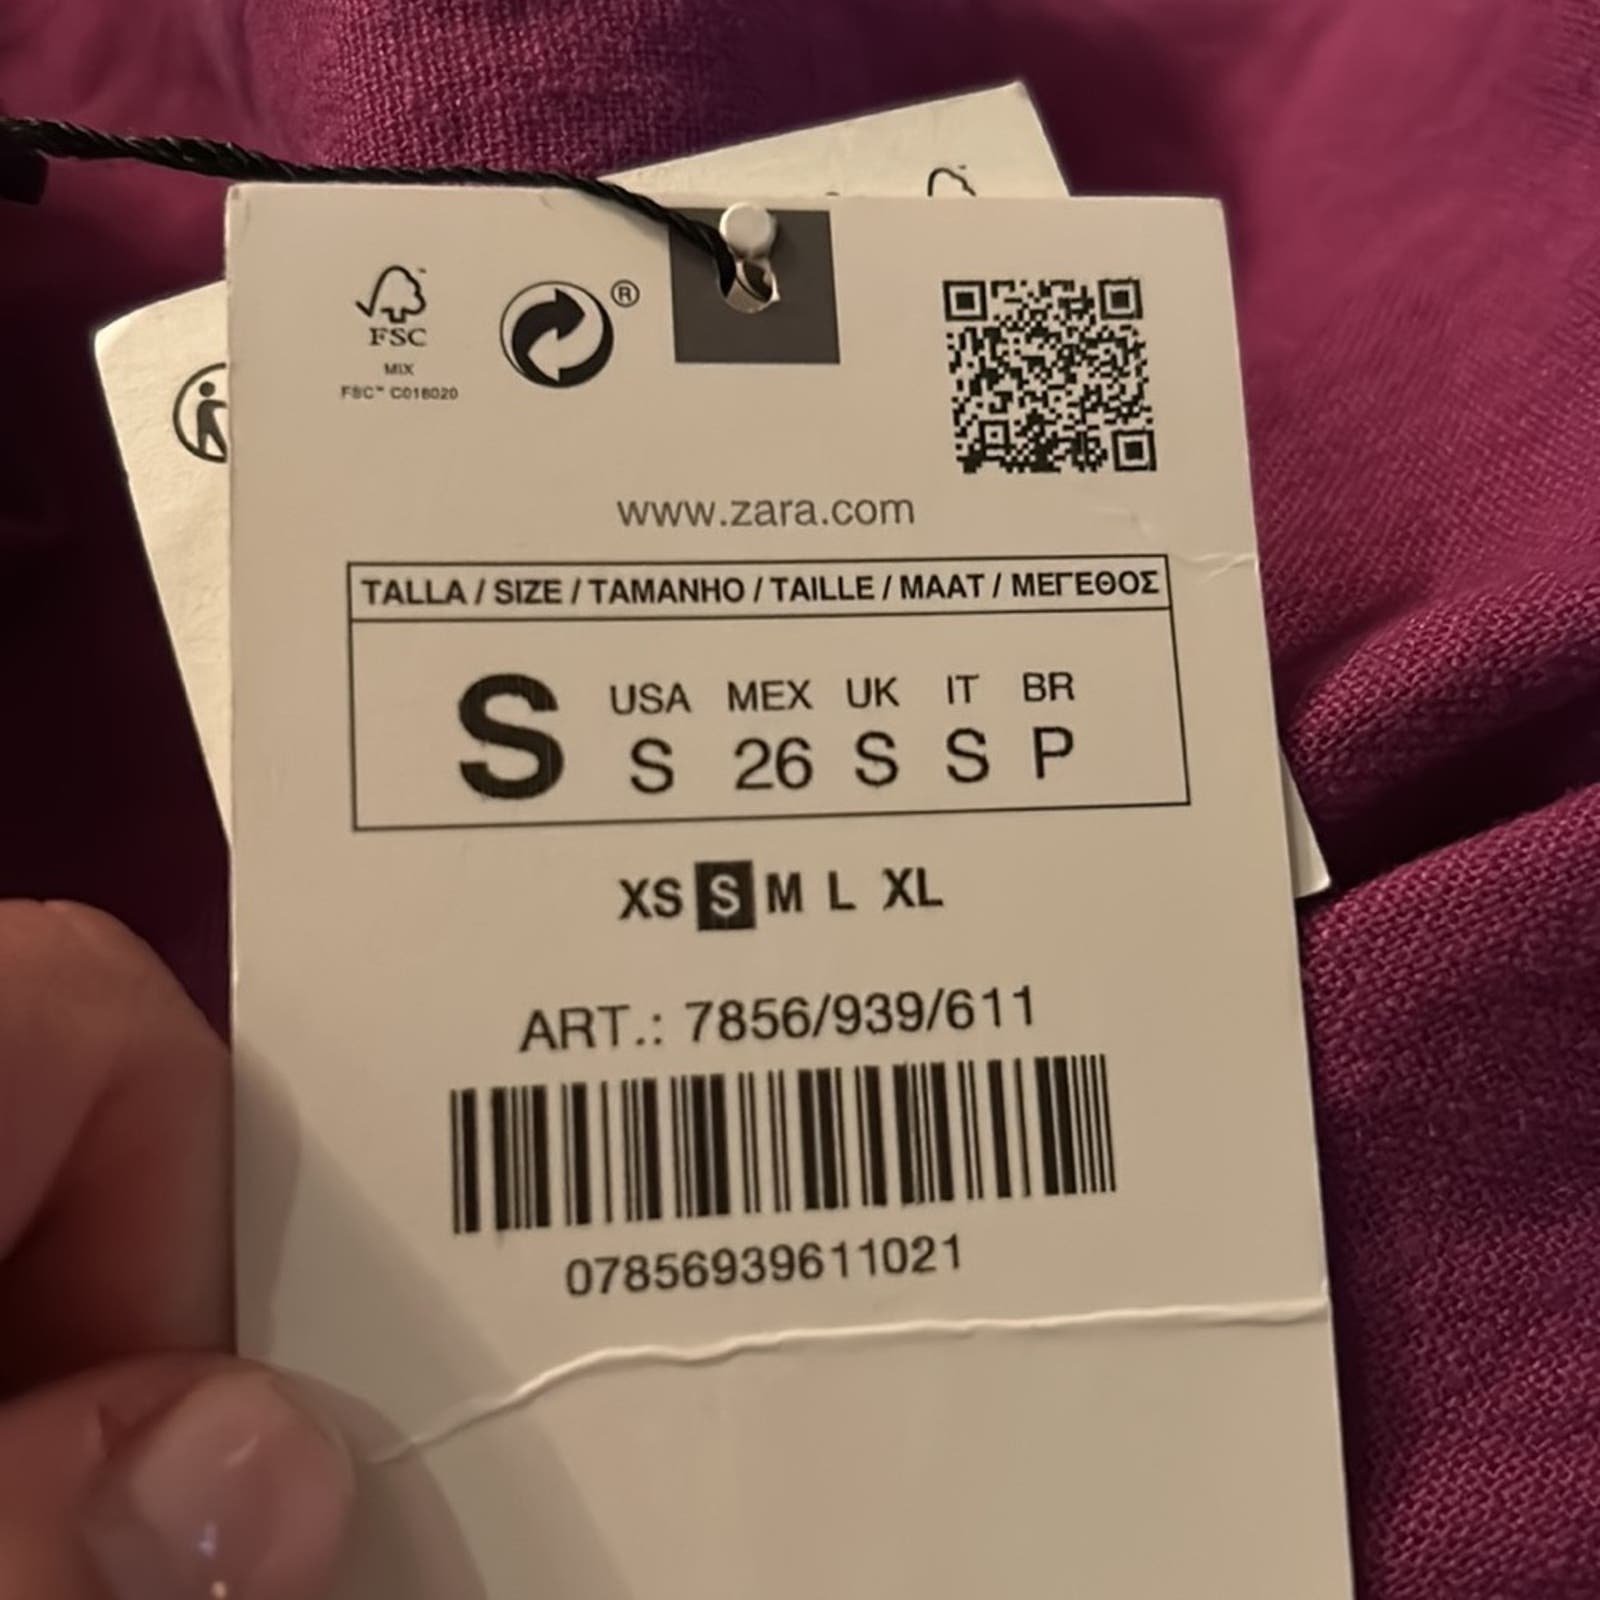 FSC
MIX
FSC™ C018020
®
www.zara.com
TALLA / SIZE / TAMANHO / TAILLE / MAAT / ΜΕΓΕΘΟΣ
S USA MEX UK IT BR
S 26 S S P
XS S M L XL
ART.: 7856/939/611
07856939611021